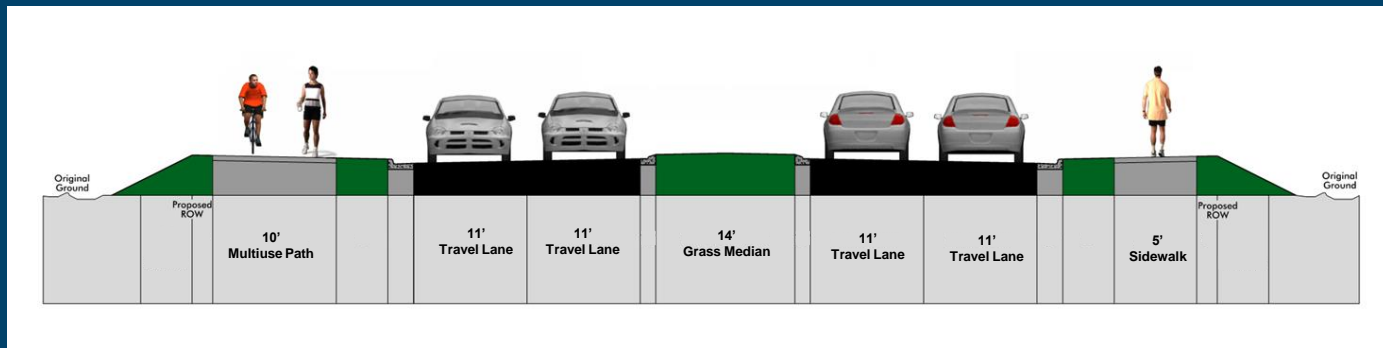 Original
Ground
Proposed
ROW
10’
Multiuse Path
11’
Travel Lane
11’
Travel Lane
14’
Grass Median
11’
Travel Lane
11’
Travel Lane
5’
Sidewalk
Proposed
ROW
Original
Ground